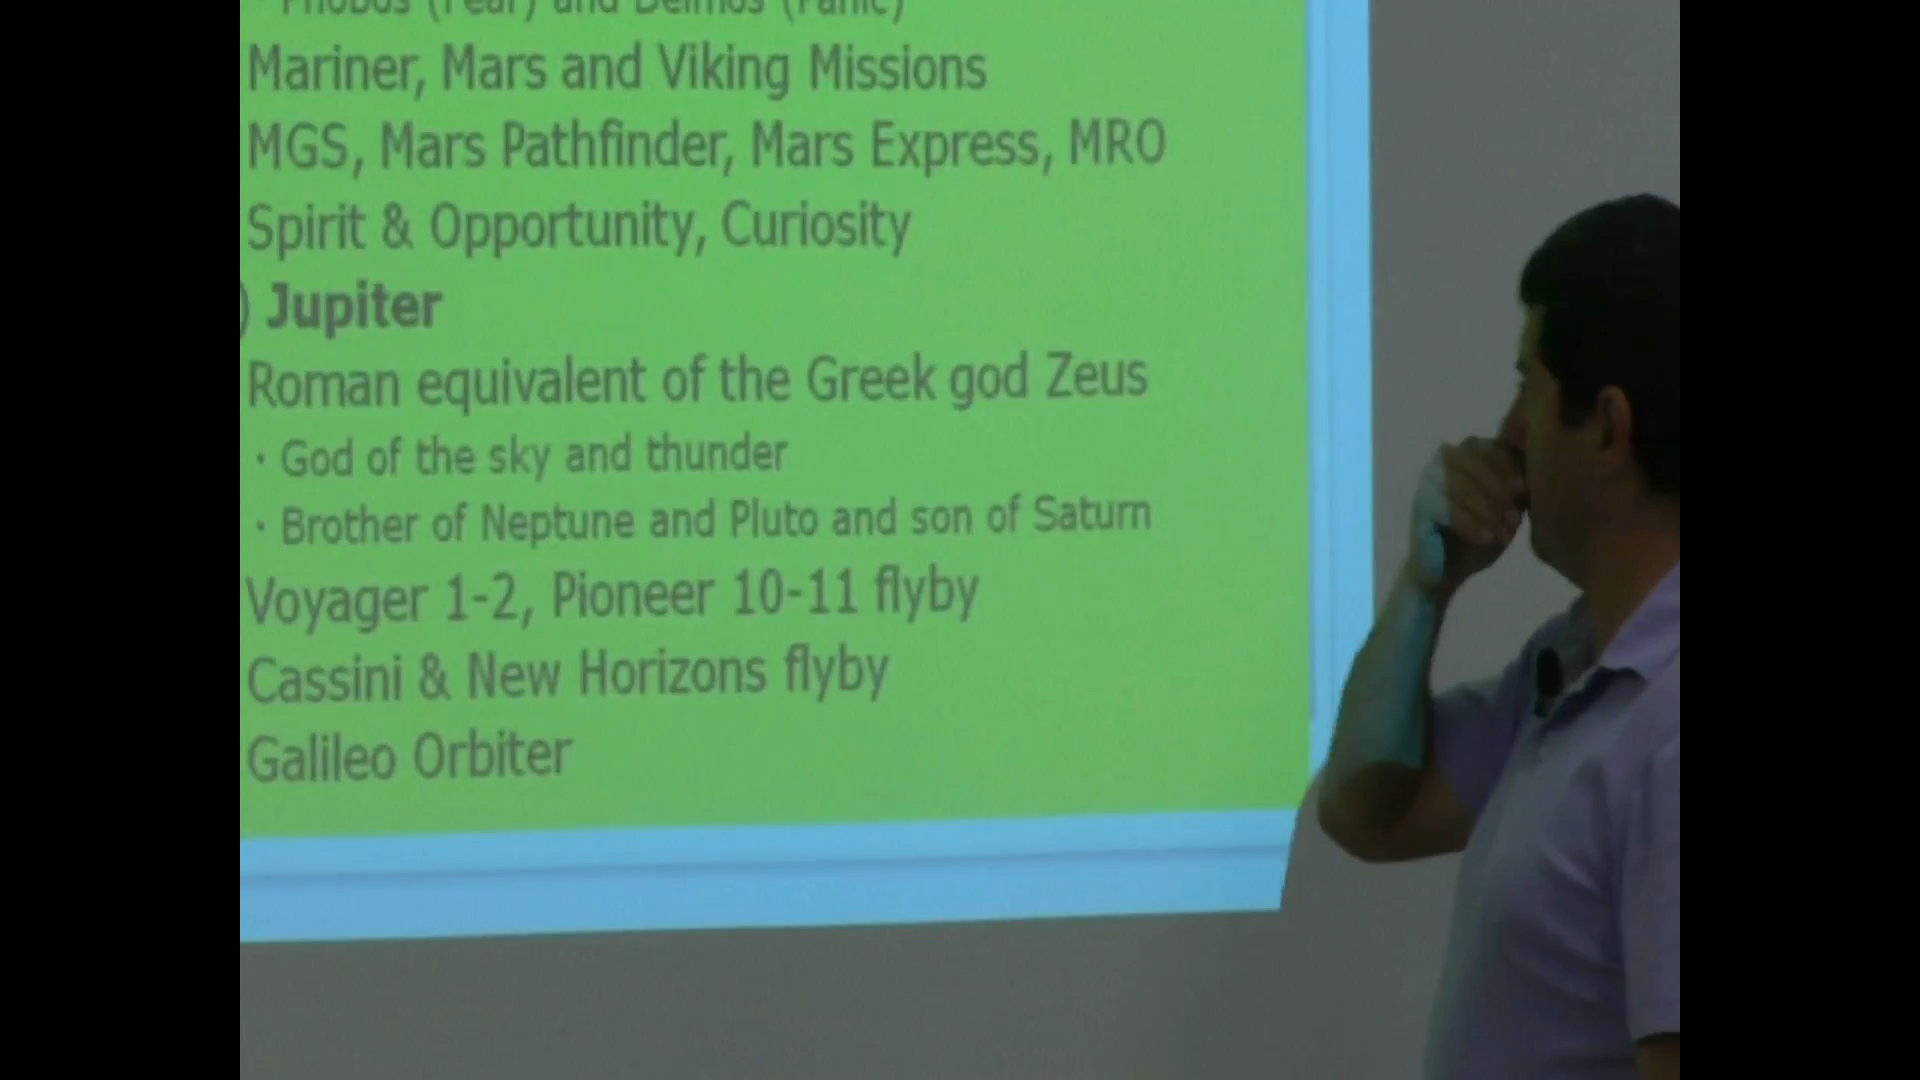 · Phobos (Fear) and Deimos (Panic)
Mariner, Mars and Viking Missions
MGS, Mars Pathfinder, Mars Express, MRO
Spirit & Opportunity, Curiosity
) Jupiter
Roman equivalent of the Greek god Zeus
· God of the sky and thunder
· Brother of Neptune and Pluto and son of Saturn
Voyager 1-2, Pioneer 10-11 flyby
Cassini & New Horizons flyby
Galileo Orbiter